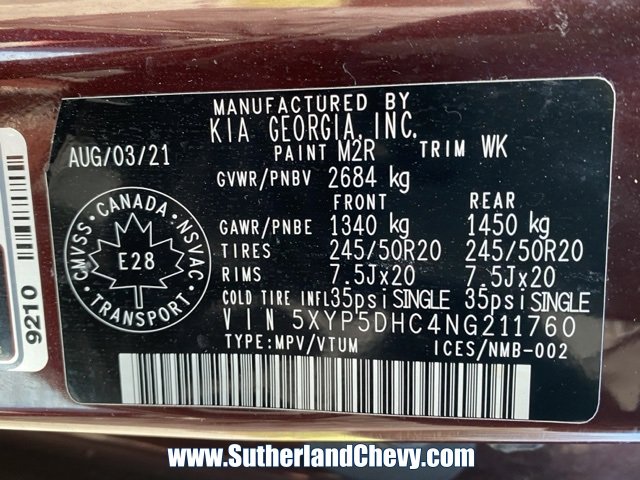 MANUFACTURED BY
KIA GEORGIA, INC.
AUG/03/21
PAINT M2R TRIM WK
GVWR/PNBV 2684 kg
FRONT REAR
GAWR/PNBE 1340 kg 1450 kg
TIRES 245/50R20 245/50R20
RIMS 7.5Jx20 7.5Jx20
COLD TIRE INFL 35psi SINGLE 35psi SINGLE
VIN 5XYP5DHC4NG211760
TYPE:MPV/VTUM ICES/NMB-002
CMVSS · CANADA · NSVAC
E28
TRANSPORT
9210
www.SutherlandChevy.com